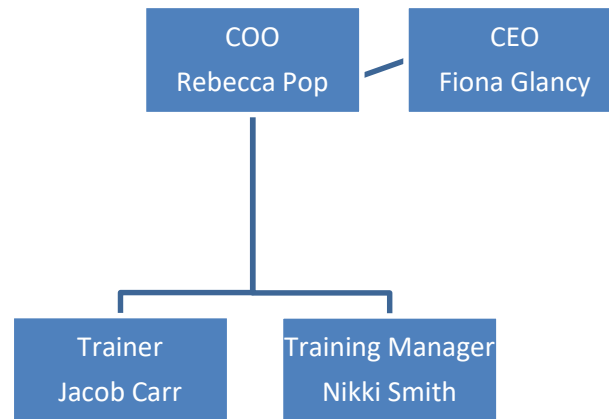 COO
Rebecca Pop
CEO
Fiona Glancy
Trainer
Jacob Carr
Training Manager
Nikki Smith